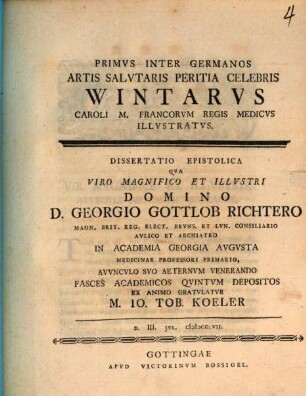 4
PRIMVS INTER GERMANOS
ARTIS SALVTARIS PERITIA CELEBRIS
WINTARVS
CAROLI M. FRANCORVM REGIS MEDICVS
ILLVSTRATVS.
DISSERTATIO EPISTOLICA
QVA
VIRO MAGNIFICO ET ILLVSTRI
DOMINO
D. GEORGIO GOTTLOB RICHTERO
MAGN. BRIT. REG. ELECT. BRVNS. ET LVN. CONSILIARIO
AVLICO ET ARCHIATRO
IN ACADEMIA GEORGIA AVGVSTA
MEDICINAE PROFESSORI PRIMARIO,
AVVNCVLO SVO AETERNVM VENERANDO
FASCES ACADEMICOS QVINTVM DEPOSITOS
EX ANIMO GRATVLATVR
M. IO. TOB. KOELER
GOTTINGAE
APVD VICTORINVM BOSSIGEL.